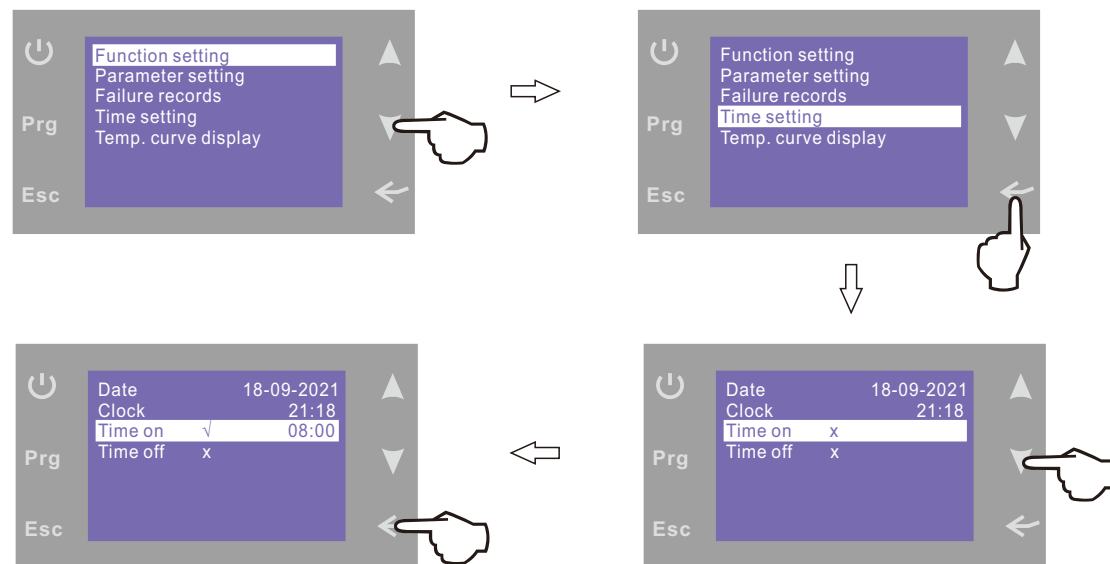 Function setting
Parameter setting
Failure records
Time setting
Temp. curve display
Prg
Esc
Function setting
Parameter setting
Failure records
Time setting
Temp. curve display
Prg
Esc
Date 18-09-2021
Clock 21:18
Time on √ 08:00
Time off x
Prg
Esc
Date 18-09-2021
Clock 21:18
Time on x
Time off x
Prg
Esc